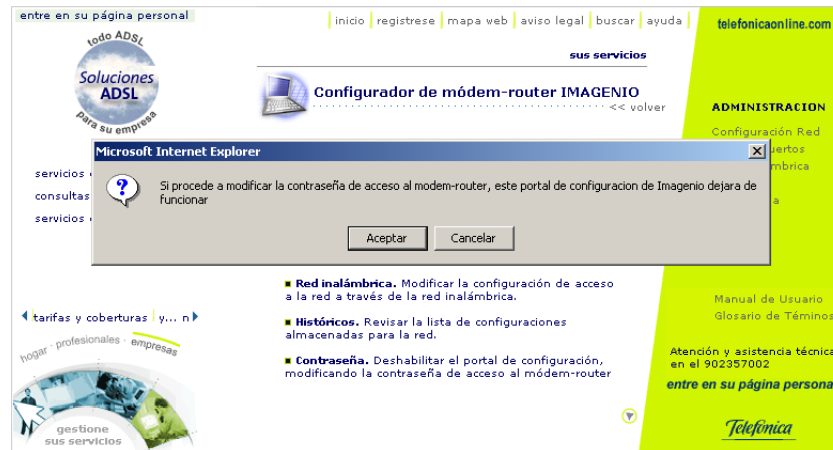 entre en su página personal
inicio registrese mapa web aviso legal buscar ayuda
telefonicaonline.com
todo ADSL
Soluciones
ADSL
para su empresa
sus servicios
Configurador de módem-router IMAGENIO
<< volver
ADMINISTRACION
Configuración Red
uertos
mbrica
a
Microsoft Internet Explorer
Si procede a modificar la contraseña de acceso al modem-router, este portal de configuracion de Imagenio dejara de
funcionar
Aceptar Cancelar
servicios
consultas
servicios
Red inalámbrica. Modificar la configuración de acceso
a la red a través de la red inalámbrica.
Históricos. Revisar la lista de configuraciones
almacenadas para la red.
Contraseña. Deshabilitar el portal de configuración,
modificando la contraseña de acceso al módem-router
tarifas y coberturas y... n
hogar · profesionales · empresas
gestione
sus servicios
Manual de Usuario
Glosario de Téminos
Atención y asistencia técnica
en el 902357002
entre en su página persona
Telefónica